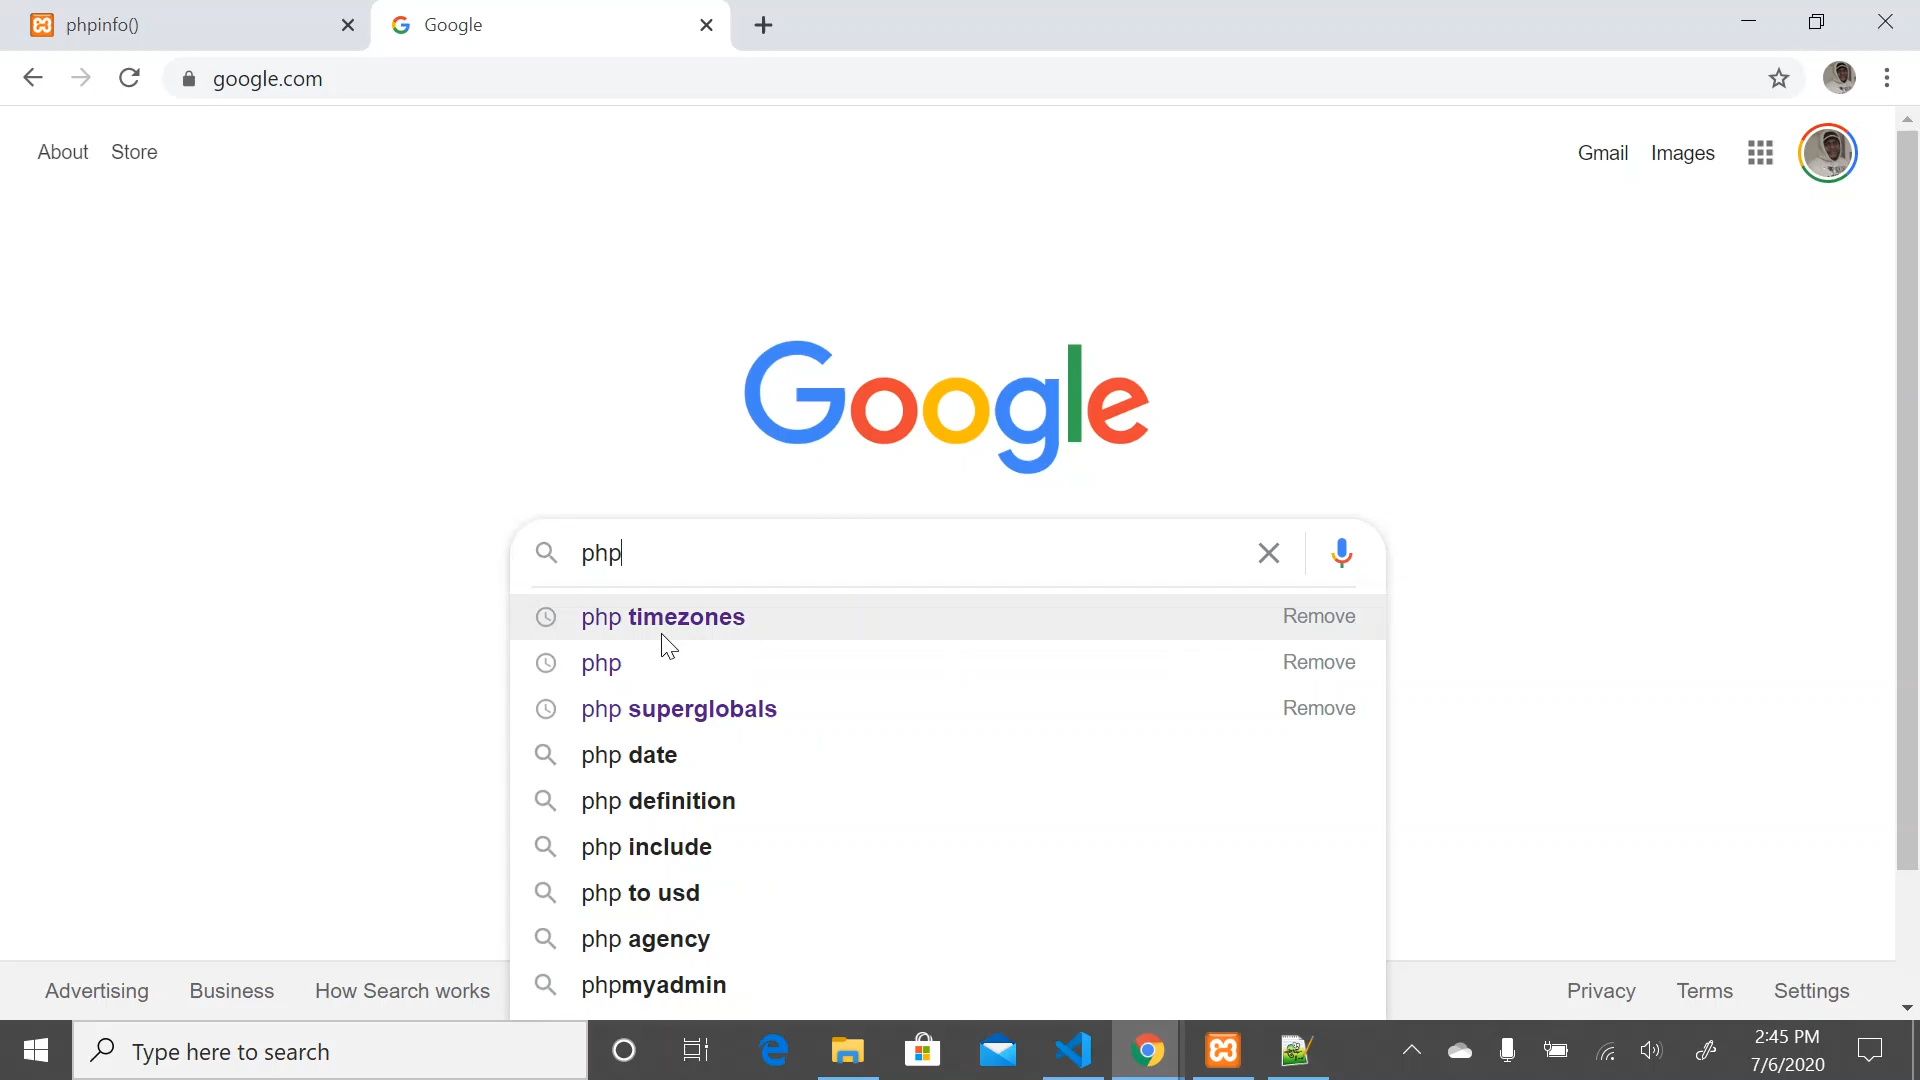 phpinfo()
Google
google.com
About Store
Gmail Images
Google
php
php timezones Remove
php Remove
php superglobals Remove
php date
php definition
php include
php to usd
php agency
phpmyadmin
Advertising Business How Search works
Privacy Terms Settings
Type here to search
2:45 PM
7/6/2020